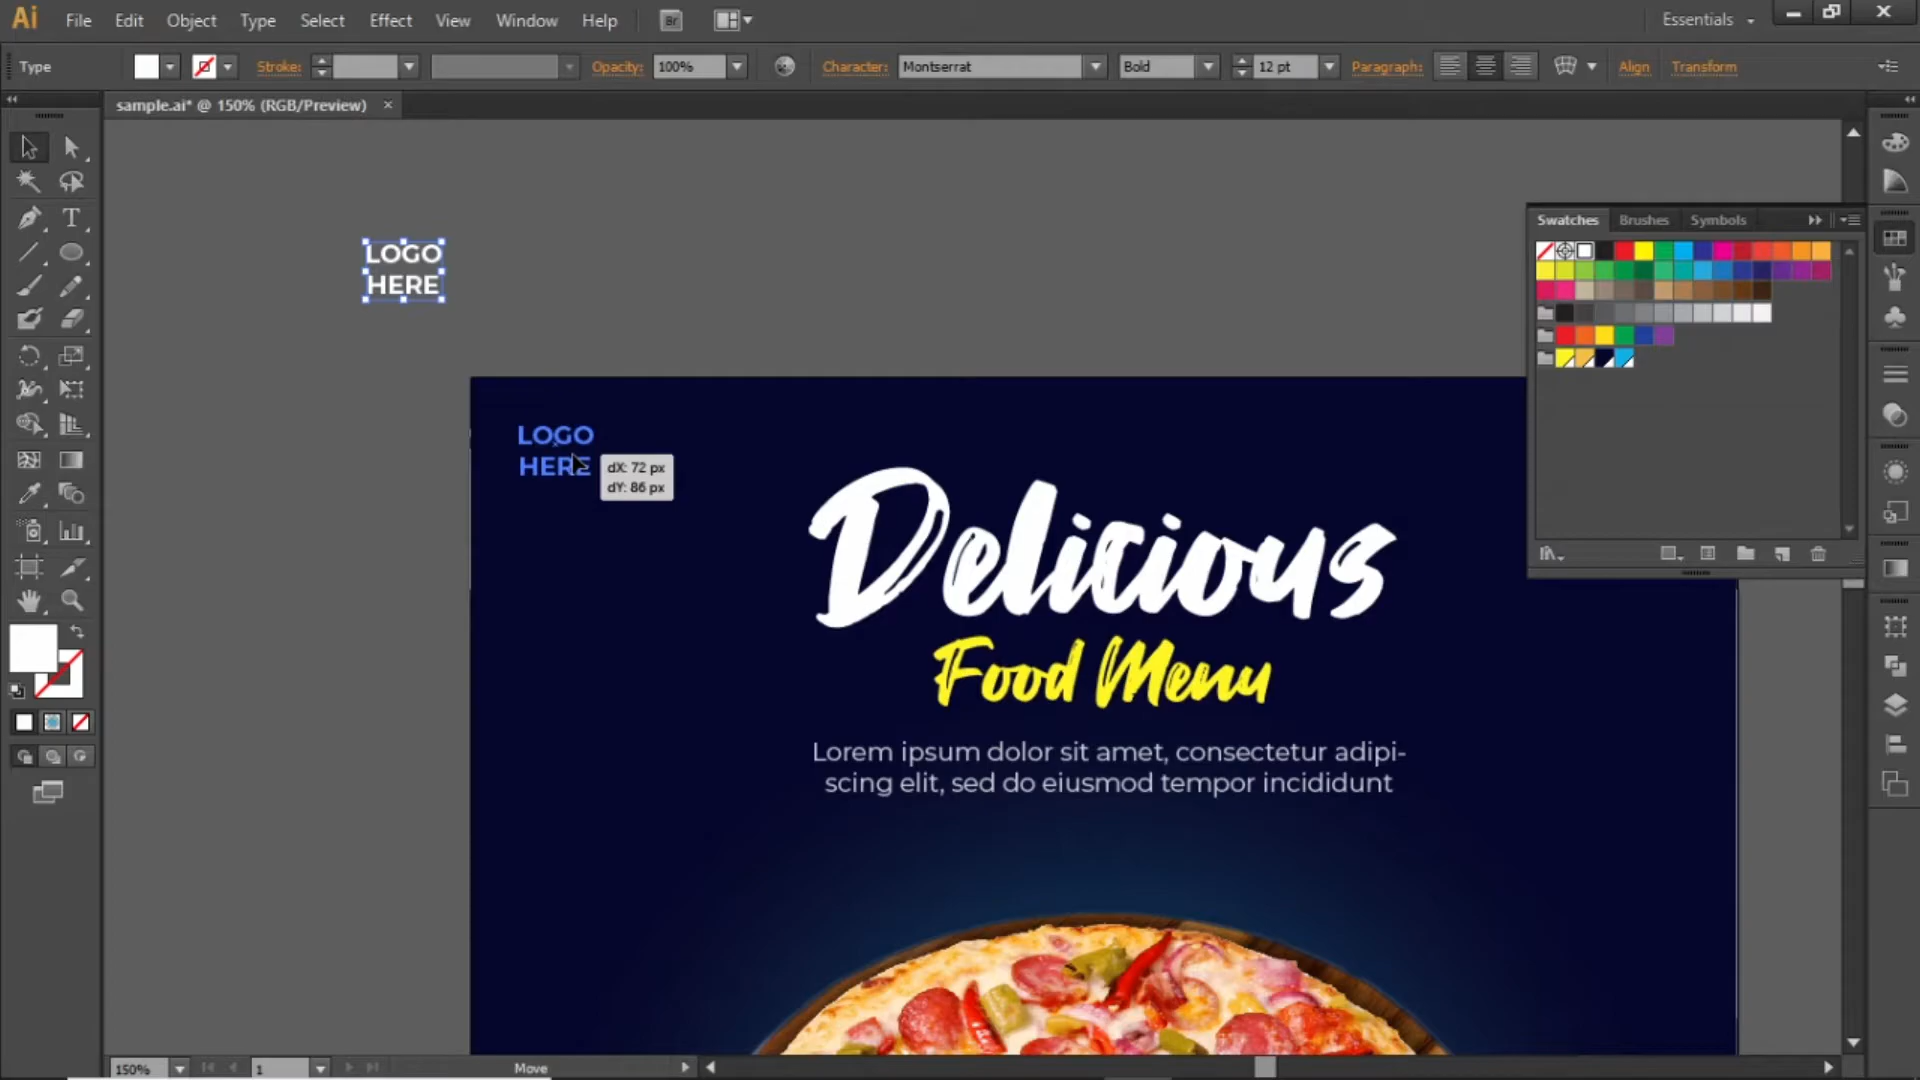 Ai File Edit Object Type Select Effect View Window Help Br Essentials
Type Stroke: Opacity: 100% Character: Montserrat Bold 12 pt Paragraph: Align Transform
sample.ai* @ 150% (RGB/Preview)
Swatches Brushes Symbols
LOGO
HERE
LOGO
HERE
dX: 72 px
dY: 86 px
Delicious
Food Menu
Lorem ipsum dolor sit amet, consectetur adipi-
scing elit, sed do eiusmod tempor incididunt
150% 1 Move